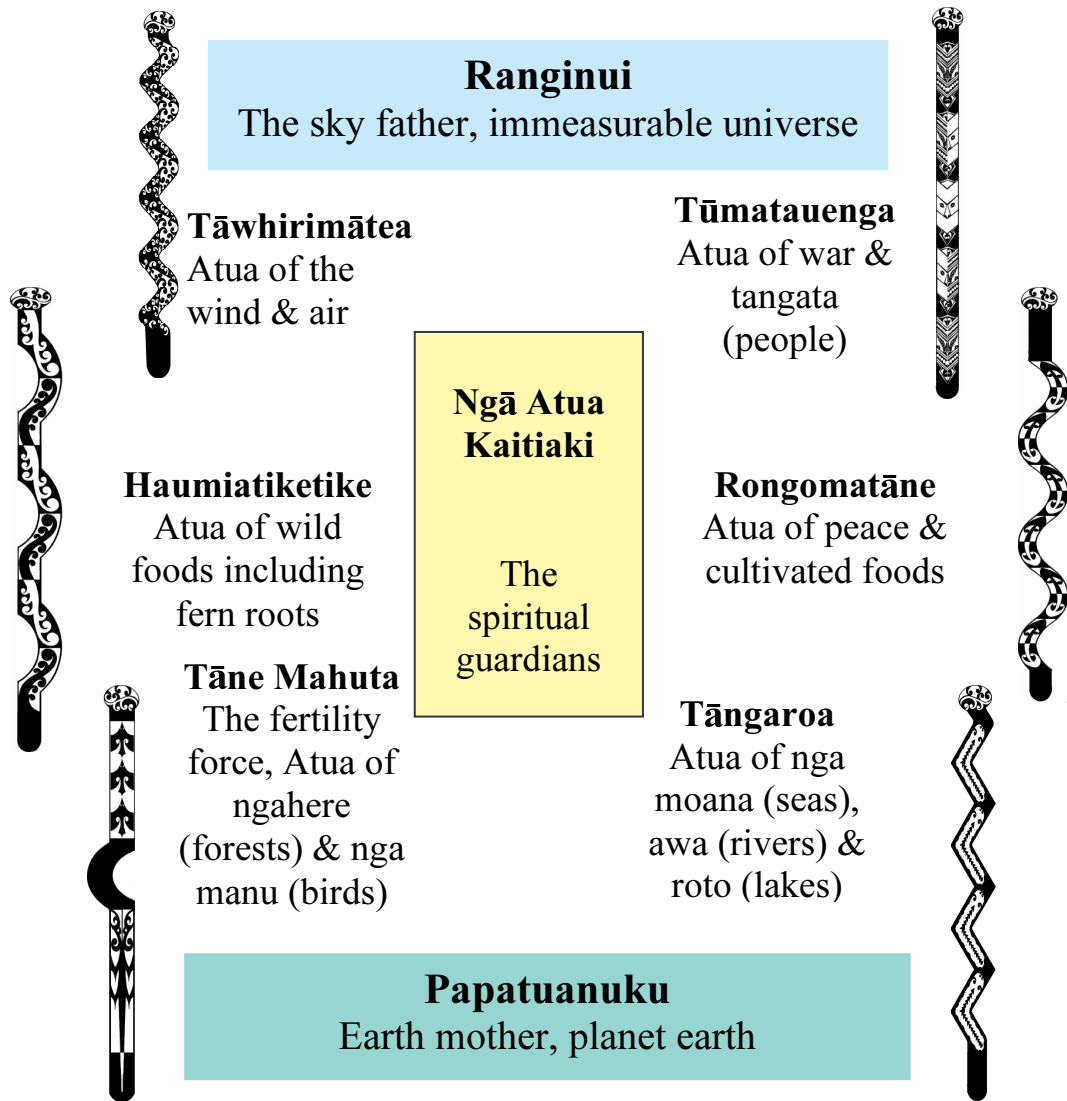 Ranginui
The sky father, immeasurable universe
Tāwhirimātea
Atua of the
wind & air
Tūmatauenga
Atua of war &
tangata
(people)
Ngā Atua
Kaitiaki
The
spiritual
guardians
Haumiatiketike
Atua of wild
foods including
fern roots
Rongomatāne
Atua of peace &
cultivated foods
Tāne Mahuta
The fertility
force, Atua of
ngahere
(forests) & nga
manu (birds)
Tāngaroa
Atua of nga
moana (seas),
awa (rivers) &
roto (lakes)
Papatuanuku
Earth mother, planet earth